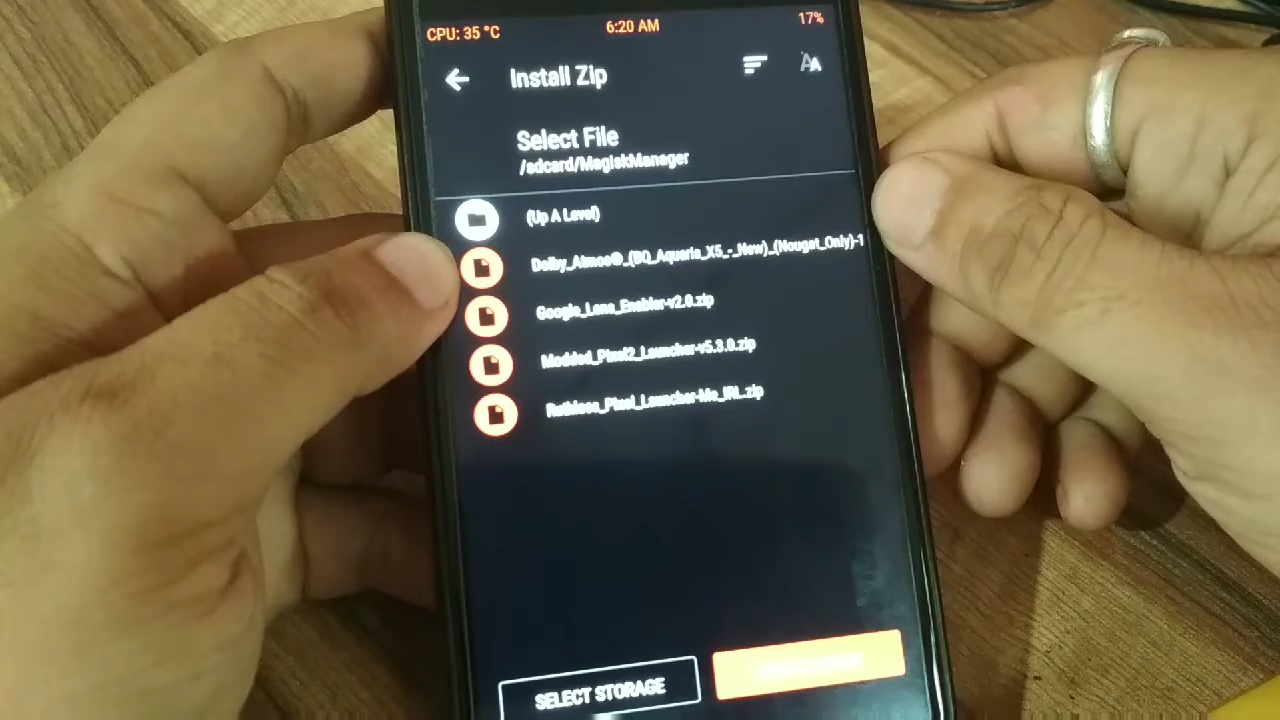 CPU: 35 °C 6:20 AM 17%
Install Zip
Select File
/sdcard/MagiskManager
(Up A Level)
Dolby_Atmos®_(BQ_Aquaris_X5_-_New)_(Nougat_Only)-1
Google_Lens_Enabler-v2.0.zip
Modded_Pixel2_Launcher-v5.3.0.zip
Ruthless_Pixel_Launcher-Me_IRL.zip
SELECT STORAGE